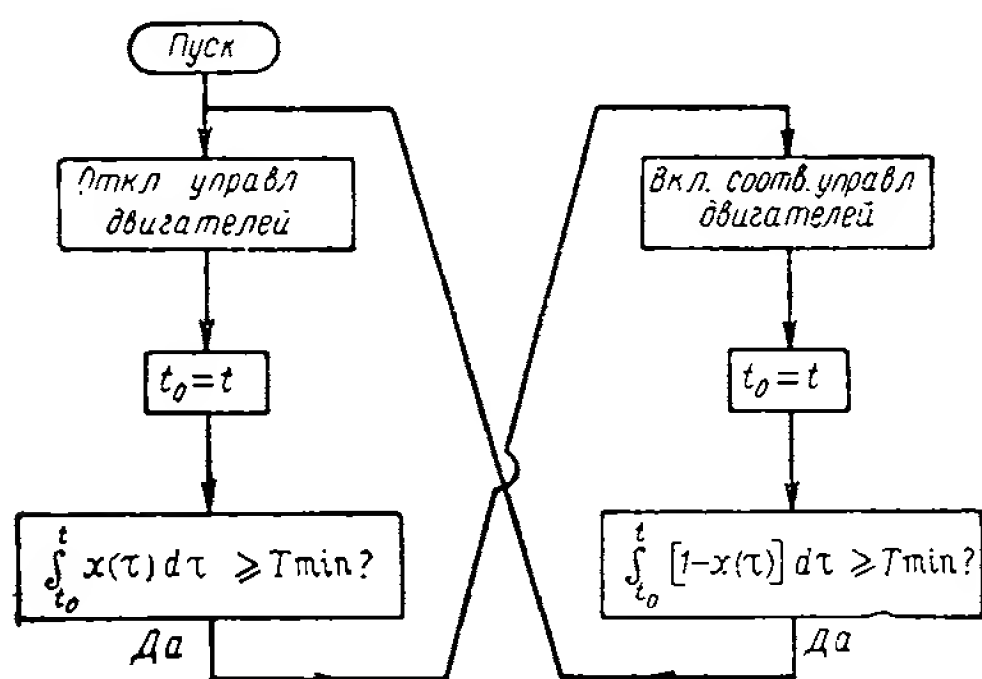 Пуск
Откл управл
двигателей
t₀=t
∫ₜ₀ᵗ x(τ)dτ ⩾Tmin?
Да
Вкл. соотв. управл
двигателей
t₀=t
∫ₜ₀ᵗ [1-x(τ)]dτ ⩾Tmin?
Да